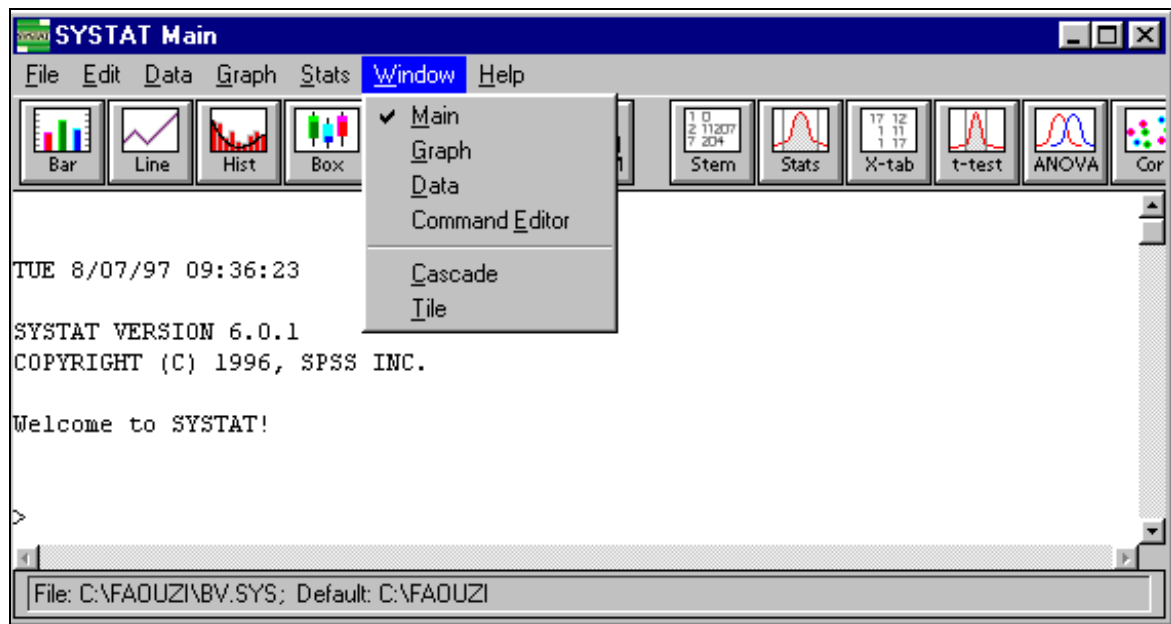 SYSTAT Main
File Edit Data Graph Stats Window Help
Bar Line Hist Box Stem Stats X-tab t-test ANOVA Cor
Main
Graph
Data
Command Editor
Cascade
Tile
TUE 8/07/97 09:36:23
SYSTAT VERSION 6.0.1
COPYRIGHT (C) 1996, SPSS INC.
Welcome to SYSTAT!
>
File: C:\FAOUZI\BV.SYS; Default: C:\FAOUZI